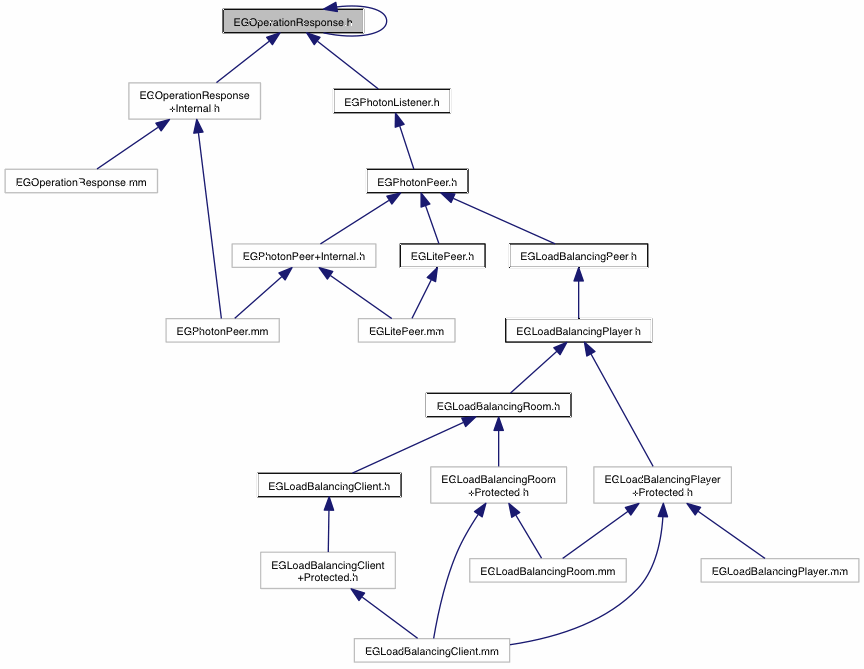 EGOperationResponse.h
EGOperationResponse
+Internal.h
EGPhotonListener.h
EGOperationResponse.mm
EGPhotonPeer.h
EGPhotonPeer+Internal.h
EGLitePeer.h
EGLoadBalancingPeer.h
EGPhotonPeer.mm
EGLitePeer.mm
EGLoadBalancingPlayer.h
EGLoadBalancingRoom.h
EGLoadBalancingClient.h
EGLoadBalancingRoom
+Protected.h
EGLoadBalancingPlayer
+Protected.h
EGLoadBalancingClient
+Protected.h
EGLoadBalancingRoom.mm
EGLoadBalancingPlayer.mm
EGLoadBalancingClient.mm